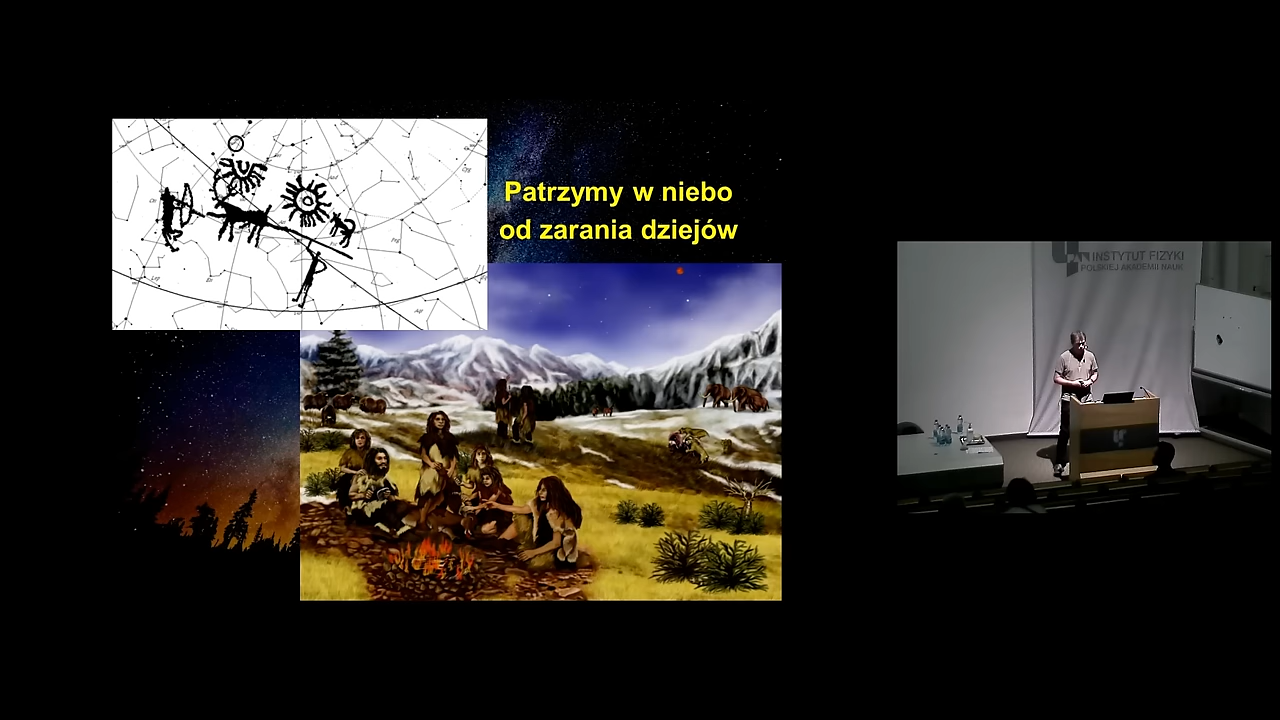 Patrzymy w niebo
od zarania dziejów
INSTYTUT FIZYKI
POLSKIEJ AKADEMII NAUK